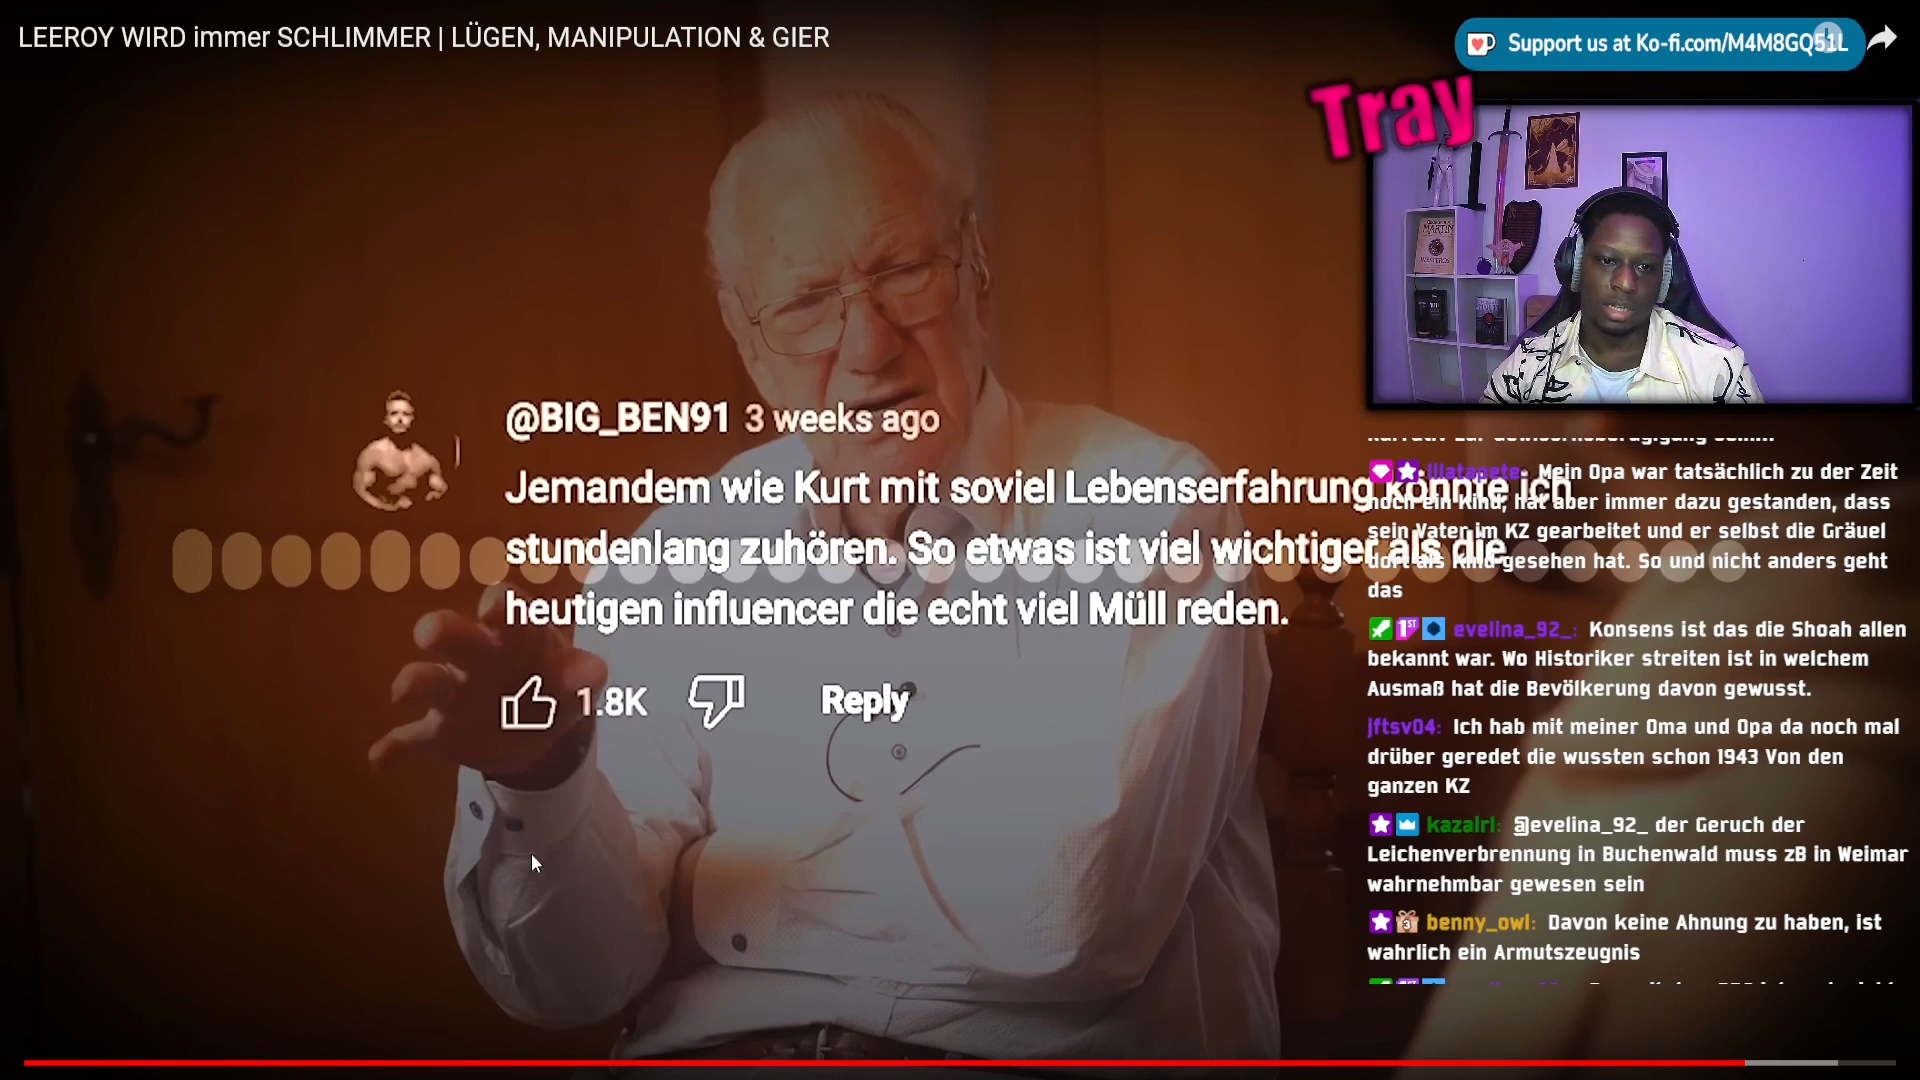 LEEROY WIRD immer SCHLIMMER | LÜGEN, MANIPULATION & GIER
Support us at Ko-fi.com/M4M8GQ51L
Tray
MARTIN
@BIG_BEN91 3 weeks ago
Jemandem wie Kurt mit soviel Lebenserfahrung könnte ich
stundenlang zuhören. So etwas ist viel wichtiger als die
heutigen influencer die echt viel Müll reden.
1.8K
Reply
Mein Opa war tatsächlich zu der Zeit
noch ein Kind, hat aber immer dazu gestanden, dass
sein Vater im KZ gearbeitet und er selbst die Gräuel
dort als Kind gesehen hat. So und nicht anders geht
das
evelina_92_: Konsens ist das die Shoah allen
bekannt war. Wo Historiker streiten ist in welchem
Ausmaß hat die Bevölkerung davon gewusst.
jftsv04: Ich hab mit meiner Oma und Opa da noch mal
drüber geredet die wussten schon 1943 Von den
ganzen KZ
kazairl: @evelina_92_ der Geruch der
Leichenverbrennung in Buchenwald muss zB in Weimar
wahrnehmbar gewesen sein
benny_owl: Davon keine Ahnung zu haben, ist
wahrlich ein Armutszeugnis